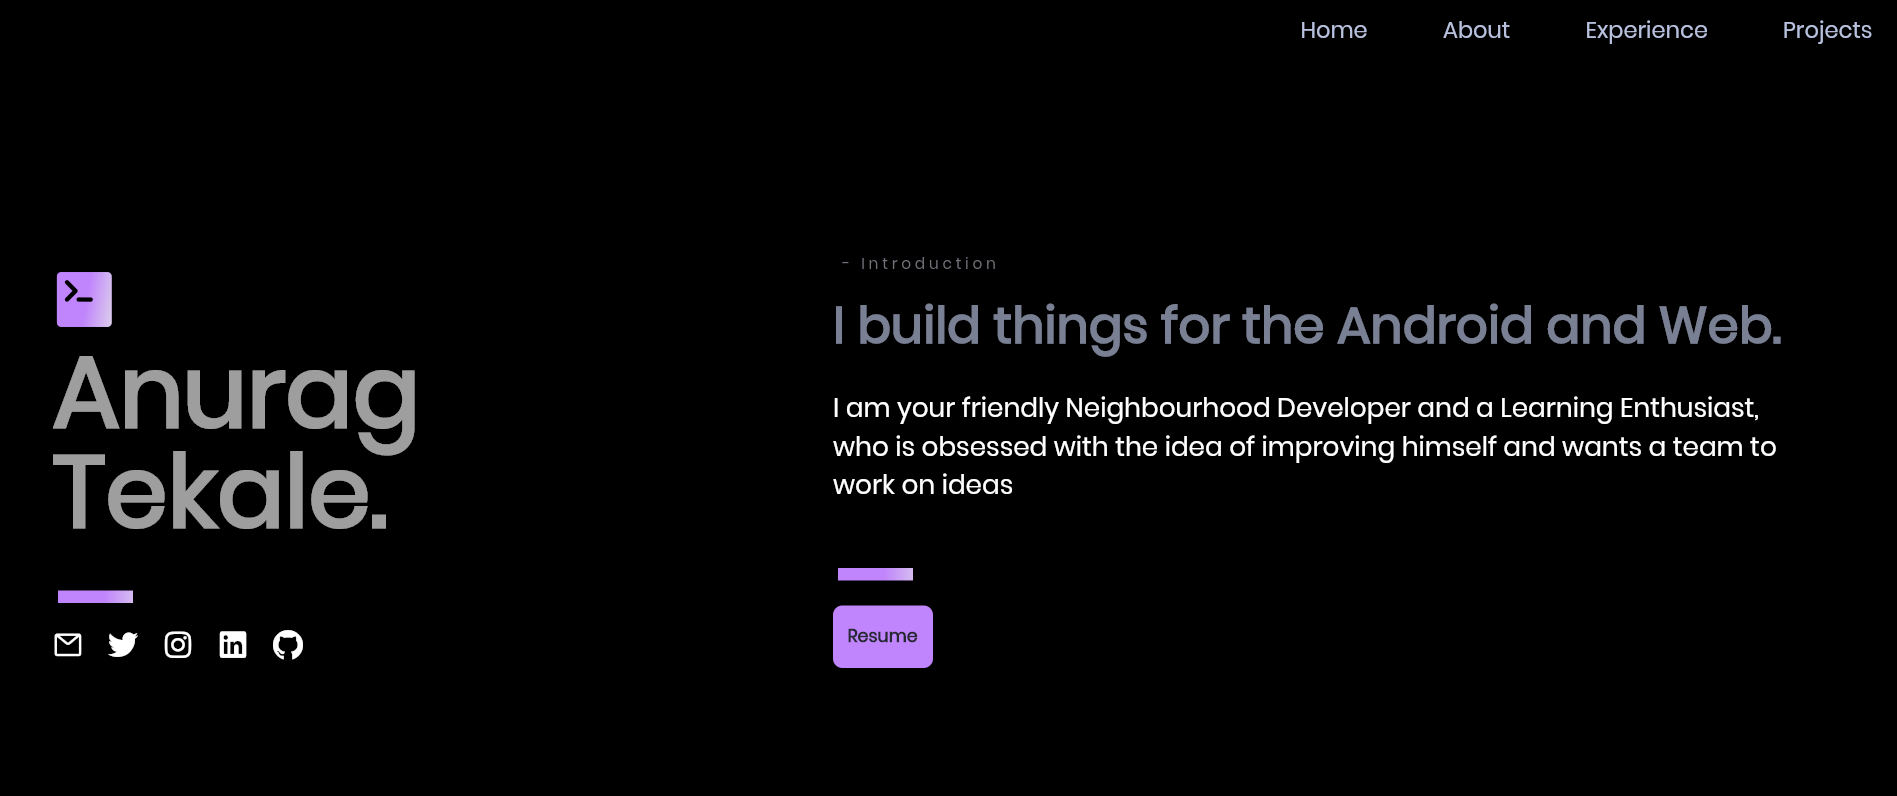 Home About Experience Projects
Anurag
Tekale.
- Introduction
I build things for the Android and Web.
I am your friendly Neighbourhood Developer and a Learning Enthusiast,
who is obsessed with the idea of improving himself and wants a team to
work on ideas
Resume